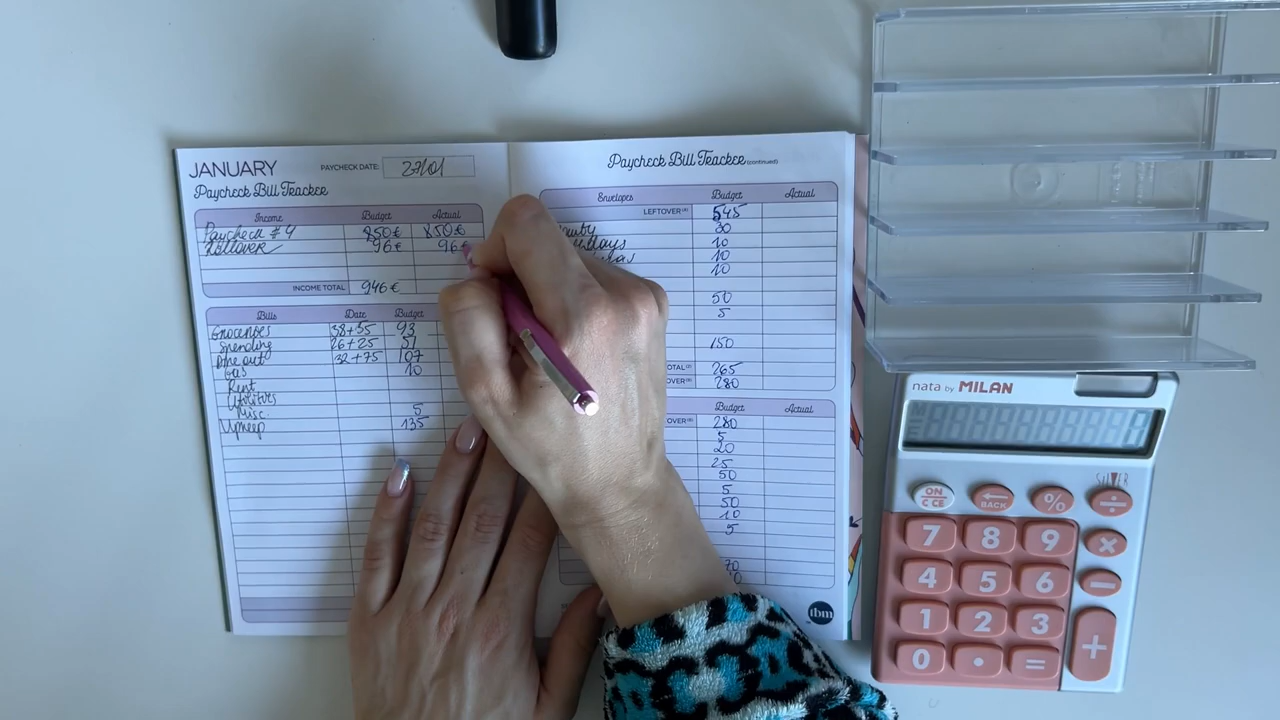 JANUARY PAYCHECK DATE: 27/01
Paycheck Bill Tracker
Income Budget Actual
Paycheck #4 850€ 850€
Rollover 96€ 96€
INCOME TOTAL 946€
Bills Date Budget
Groceries 38+55 93
Spending 26+25 51
Dine out 32+75 107
Gas 10
Rent
Utilities
Misc. 5
Upkeep 135
Paycheck Bill Tracker (continued)
Envelopes Budget Actual
LEFTOVER 545
30
10
10
10
50
5
150
265
280
Budget Actual
280
5
20
25
50
5
50
10
5
70
tbm
nata by MILAN
SILVER
ON
C CE
BACK
%
÷
7 8 9 ×
4 5 6 −
1 2 3 +
0 . =